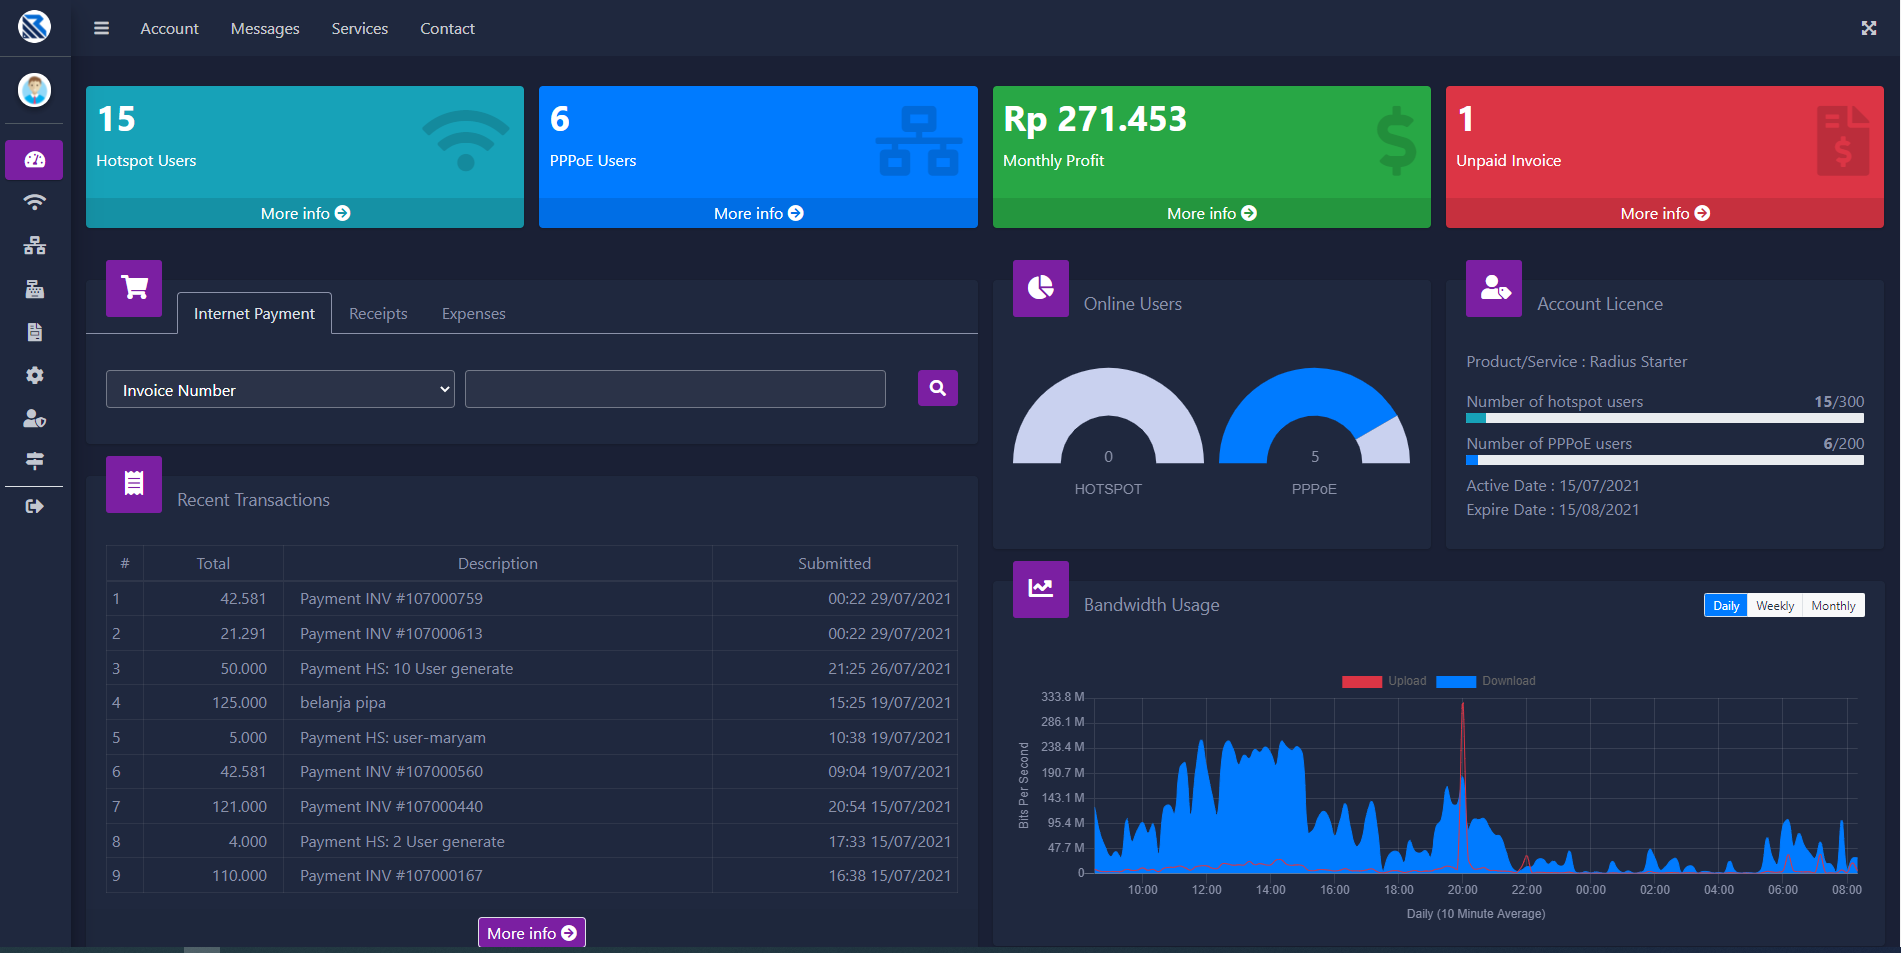 Account Messages Services Contact
15
Hotspot Users
More info
6
PPPoE Users
More info
Rp 271.453
Monthly Profit
More info
1
Unpaid Invoice
More info
Internet Payment Receipts Expenses
Invoice Number
Recent Transactions
# Total Description Submitted
1 42.581 Payment INV #107000759 00:22 29/07/2021
2 21.291 Payment INV #107000613 00:22 29/07/2021
3 50.000 Payment HS: 10 User generate 21:25 26/07/2021
4 125.000 belanja pipa 15:25 19/07/2021
5 5.000 Payment HS: user-maryam 10:38 19/07/2021
6 42.581 Payment INV #107000560 09:04 19/07/2021
7 121.000 Payment INV #107000440 20:54 15/07/2021
8 4.000 Payment HS: 2 User generate 17:33 15/07/2021
9 110.000 Payment INV #107000167 16:38 15/07/2021
More info
Online Users
0
HOTSPOT
5
PPPoE
Account Licence
Product/Service : Radius Starter
Number of hotspot users 15/300
Number of PPPoE users 6/200
Active Date : 15/07/2021
Expire Date : 15/08/2021
Bandwidth Usage
Daily Weekly Monthly
Upload Download
Bits Per Second
333.8 M
286.1 M
238.4 M
190.7 M
143.1 M
95.4 M
47.7 M
0
10:00 12:00 14:00 16:00 18:00 20:00 22:00 00:00 02:00 04:00 06:00 08:00
Daily (10 Minute Average)